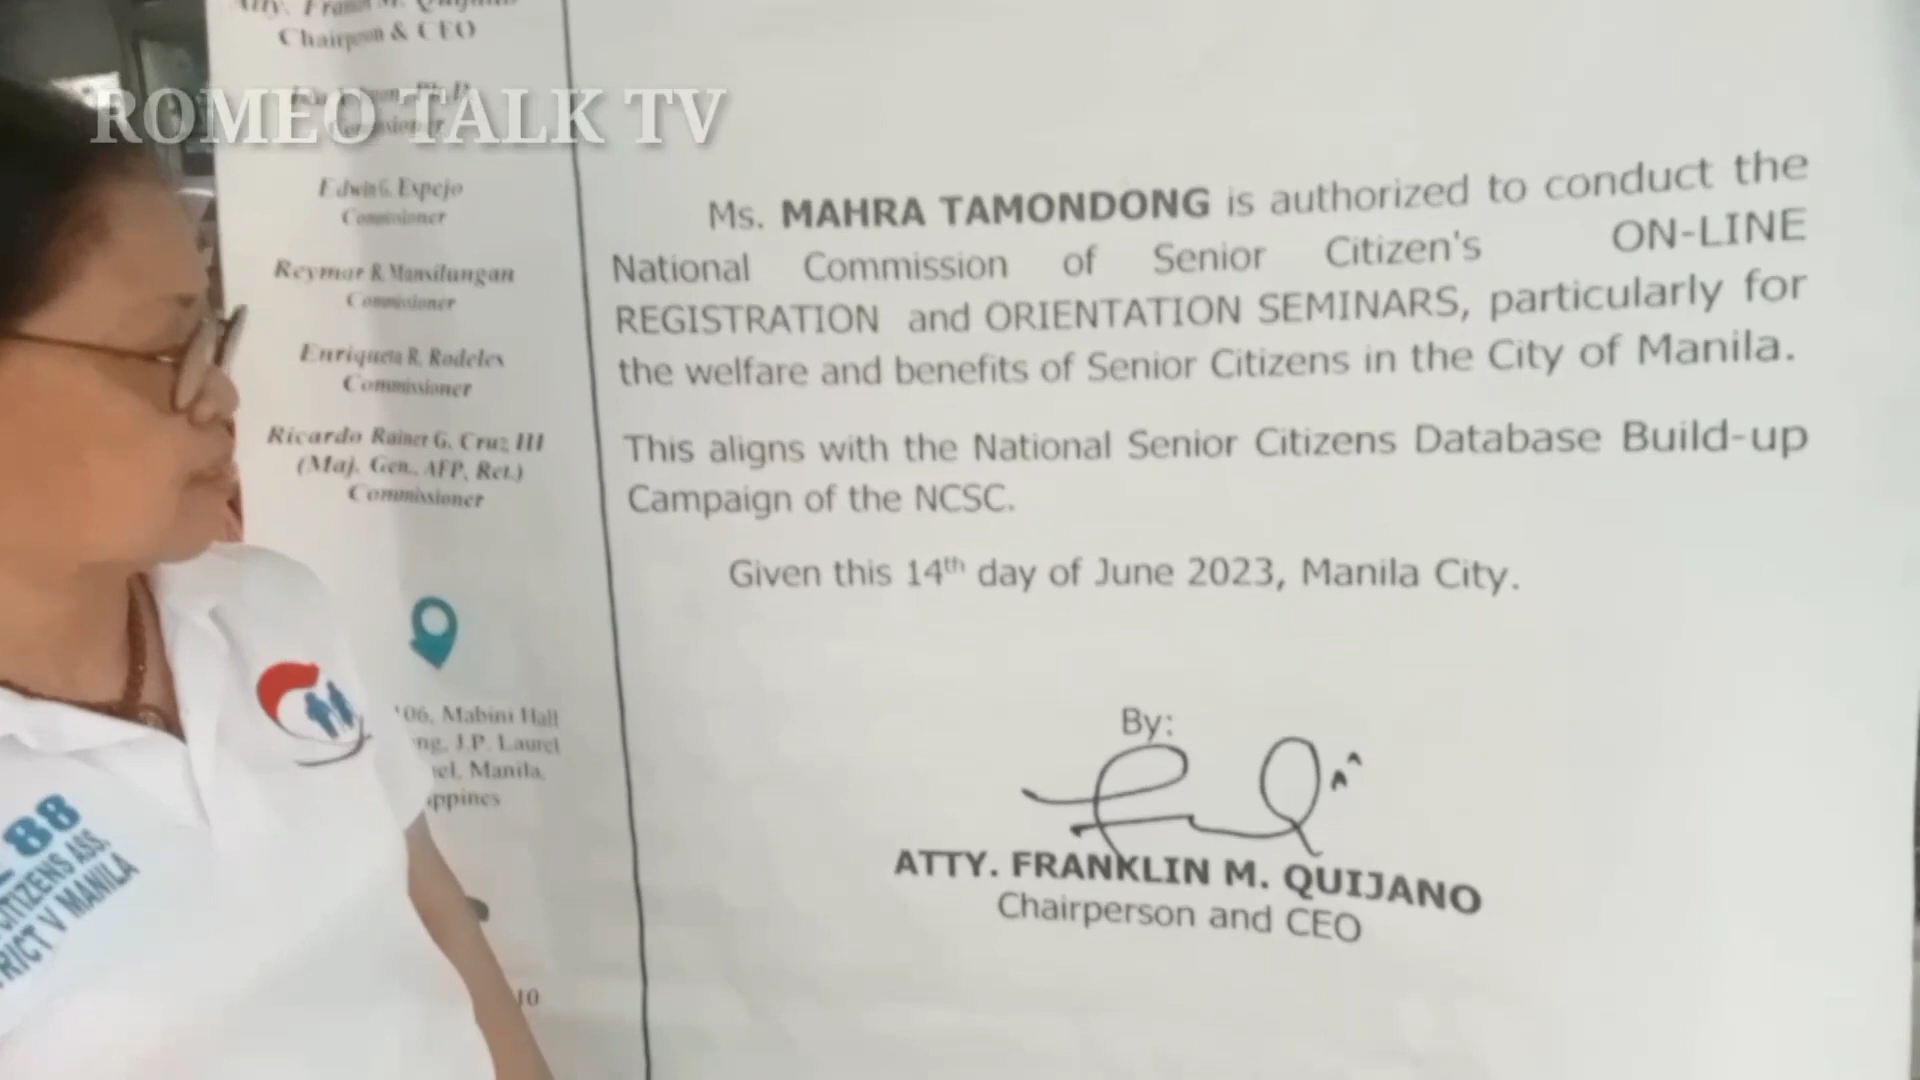 ROMEO TALK TV
Chairperson & CEO
Commissioner
Edwin G. Espejo
Commissioner
Reymar R. Mansilungan
Commissioner
Enriqueta R. Rodeles
Commissioner
Ricardo Rainer G. Cruz III
(Maj. Gen., AFP, Ret.)
Commissioner
106, Mabini Hall
J.P. Laurel
Manila,
10
Ms. MAHRA TAMONDONG is authorized to conduct the
National Commission of Senior Citizen's ON-LINE
REGISTRATION and ORIENTATION SEMINARS, particularly for
the welfare and benefits of Senior Citizens in the City of Manila.
This aligns with the National Senior Citizens Database Build-up
Campaign of the NCSC.
Given this 14th day of June 2023, Manila City.
By:
ATTY. FRANKLIN M. QUIJANO
Chairperson and CEO
88
CITIZENS ASS.
V MANILA